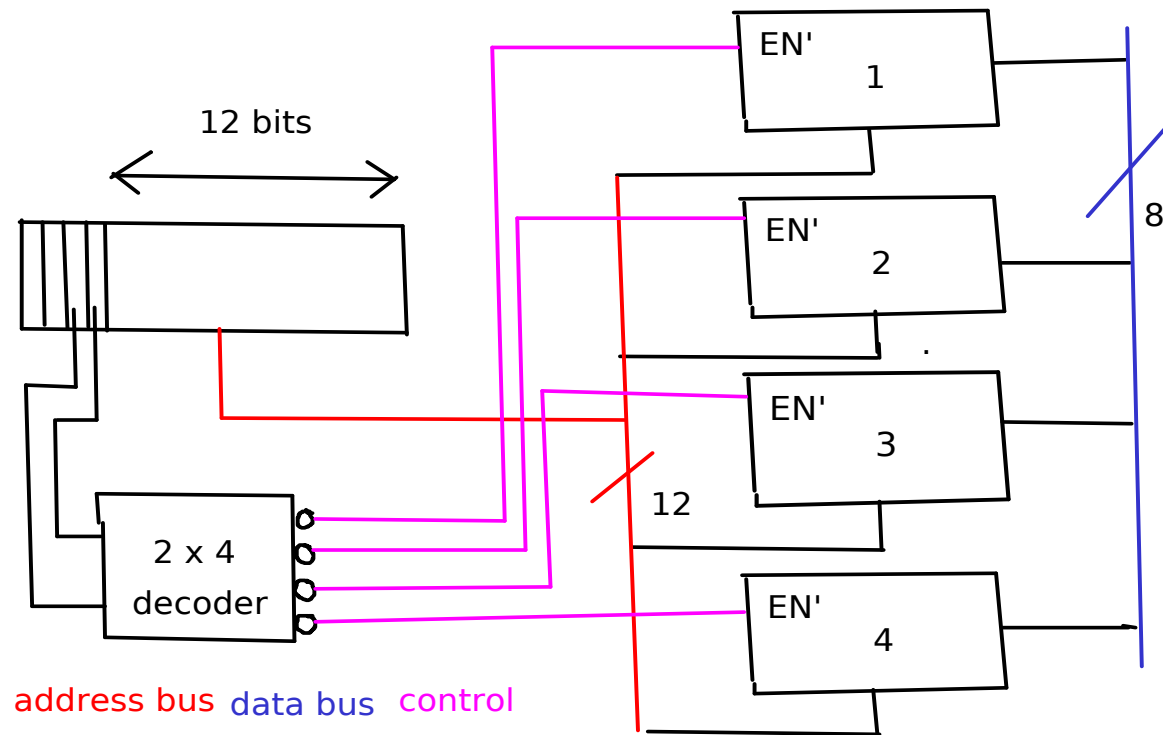 EN'
1
12 bits
EN'
2
8
EN'
3
12
2 x 4
decoder
EN'
4
address bus data bus control